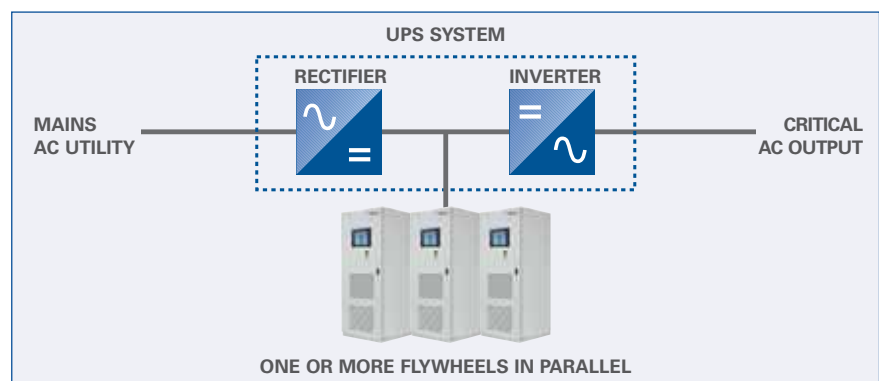 UPS SYSTEM
RECTIFIER
INVERTER
MAINS
AC UTILITY
CRITICAL
AC OUTPUT
ONE OR MORE FLYWHEELS IN PARALLEL